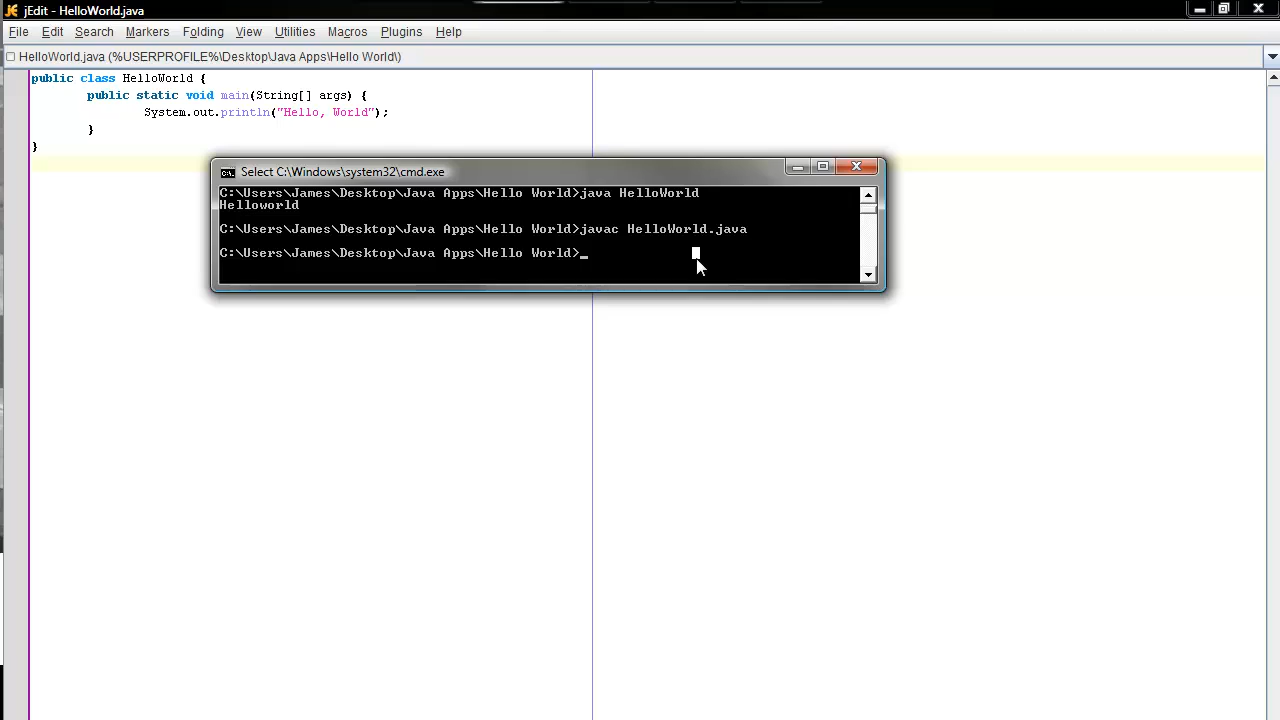 jEdit - HelloWorld.java
File Edit Search Markers Folding View Utilities Macros Plugins Help
HelloWorld.java (%USERPROFILE%\Desktop\Java Apps\Hello World\)
public class HelloWorld {
public static void main(String[] args) {
System.out.println("Hello, World");
}
}
Select C:\Windows\system32\cmd.exe
C:\Users\James\Desktop\Java Apps\Hello World>java HelloWorld
Helloworld
C:\Users\James\Desktop\Java Apps\Hello World>javac HelloWorld.java
C:\Users\James\Desktop\Java Apps\Hello World>_